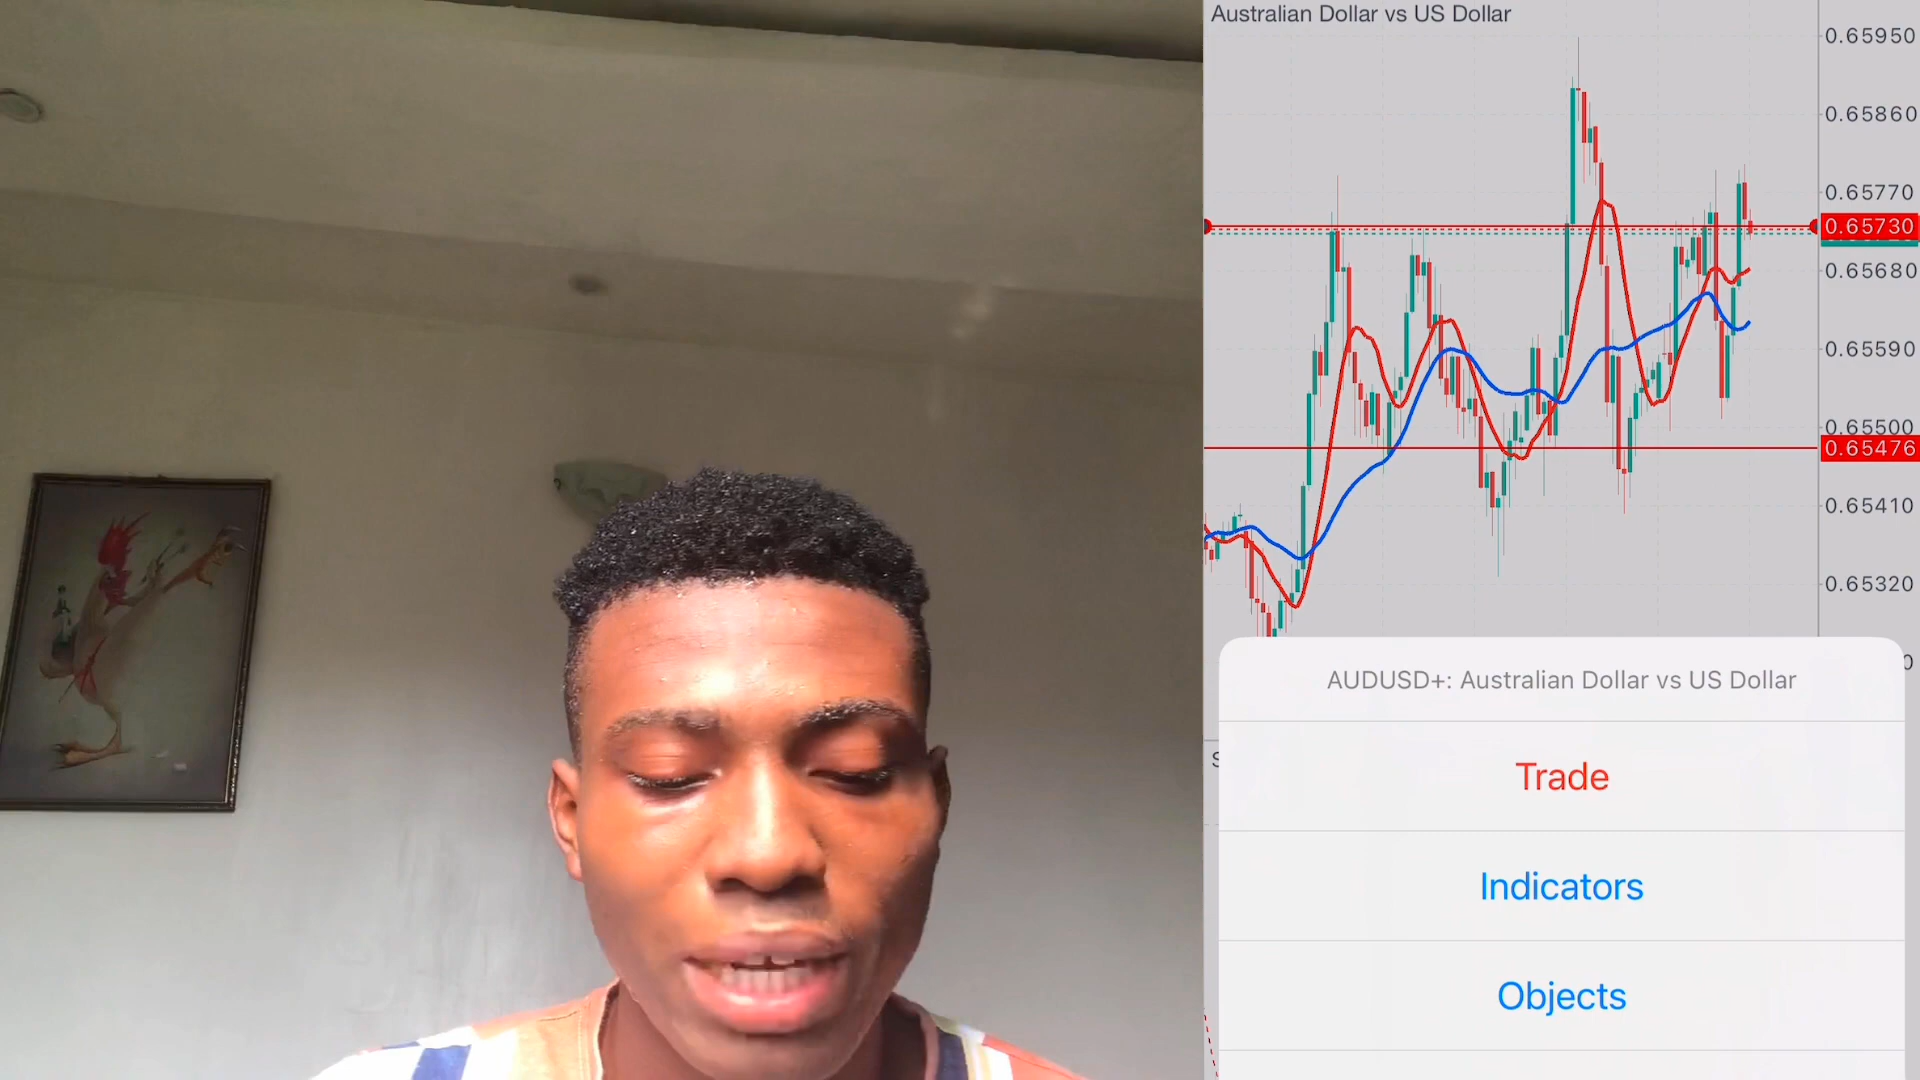 Australian Dollar vs US Dollar
0.65950
0.65860
0.65770
0.65730
0.65680
0.65590
0.65500
0.65476
0.65410
0.65320
AUDUSD+: Australian Dollar vs US Dollar
Trade
Indicators
Objects